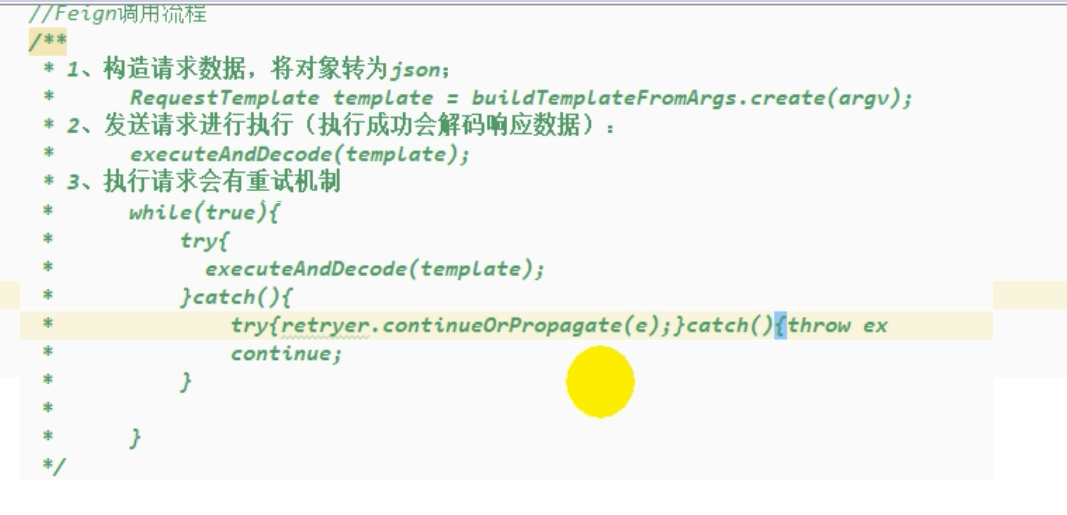 //Feign调用流程
/**
* 1、构造请求数据，将对象转为json；
* RequestTemplate template = buildTemplateFromArgs.create(argv);
* 2、发送请求进行执行（执行成功会解码响应数据）：
* executeAndDecode(template);
* 3、执行请求会有重试机制
* while(true){
* try{
* executeAndDecode(template);
* }catch(){
* try{retryer.continueOrPropagate(e);}catch(){throw ex
* continue;
* }
*
* }
*/